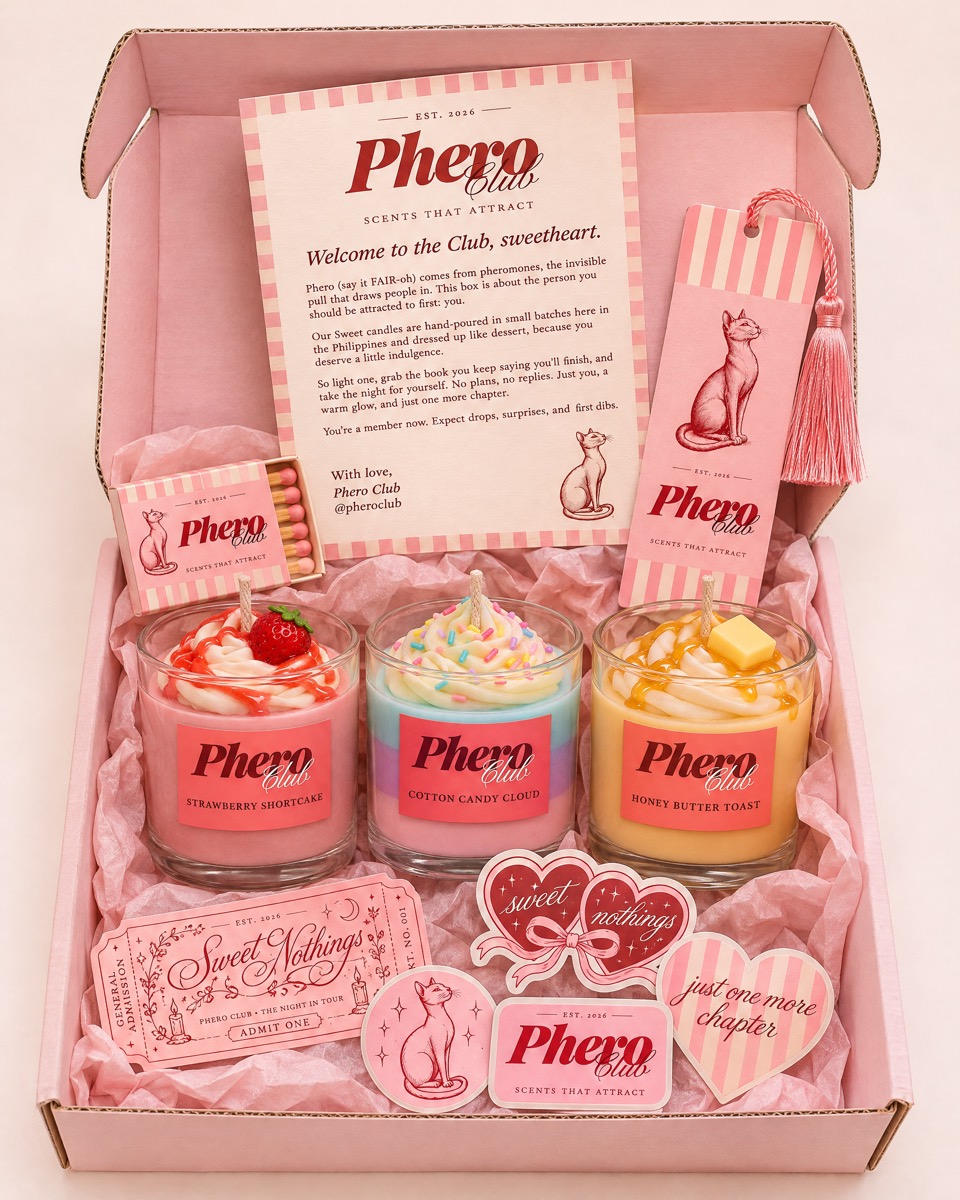 EST. 2026
Phero
Club
SCENTS THAT ATTRACT
Welcome to the Club, sweetheart.
Phero (say it FAIR-oh) comes from pheromones, the invisible
pull that draws people in. This box is about the person you
should be attracted to first: you.
Our Sweet candles are hand-poured in small batches here in
the Philippines and dressed up like dessert, because you
deserve a little indulgence.
So light one, grab the book you keep saying you'll finish, and
take the night for yourself. No plans, no replies. Just you, a
warm glow, and just one more chapter.
You're a member now. Expect drops, surprises, and first dibs.
With love,
Phero Club
@pheroclub
EST. 2026
Phero
Club
SCENTS THAT ATTRACT
EST. 2026
Phero
Club
SCENTS THAT ATTRACT
Phero
Club
STRAWBERRY SHORTCAKE
Phero
Club
COTTON CANDY CLOUD
Phero
Club
HONEY BUTTER TOAST
GENERAL
ADNAISSION
EST. 2026
Sweet Nothings
PHERO CLUB • THE NIGHT IN TOUR
ADMIT ONE
KT. NO. 001
sweet
nothings
just one more
chapter
EST. 2026
Phero
Club
SCENTS THAT ATTRACT